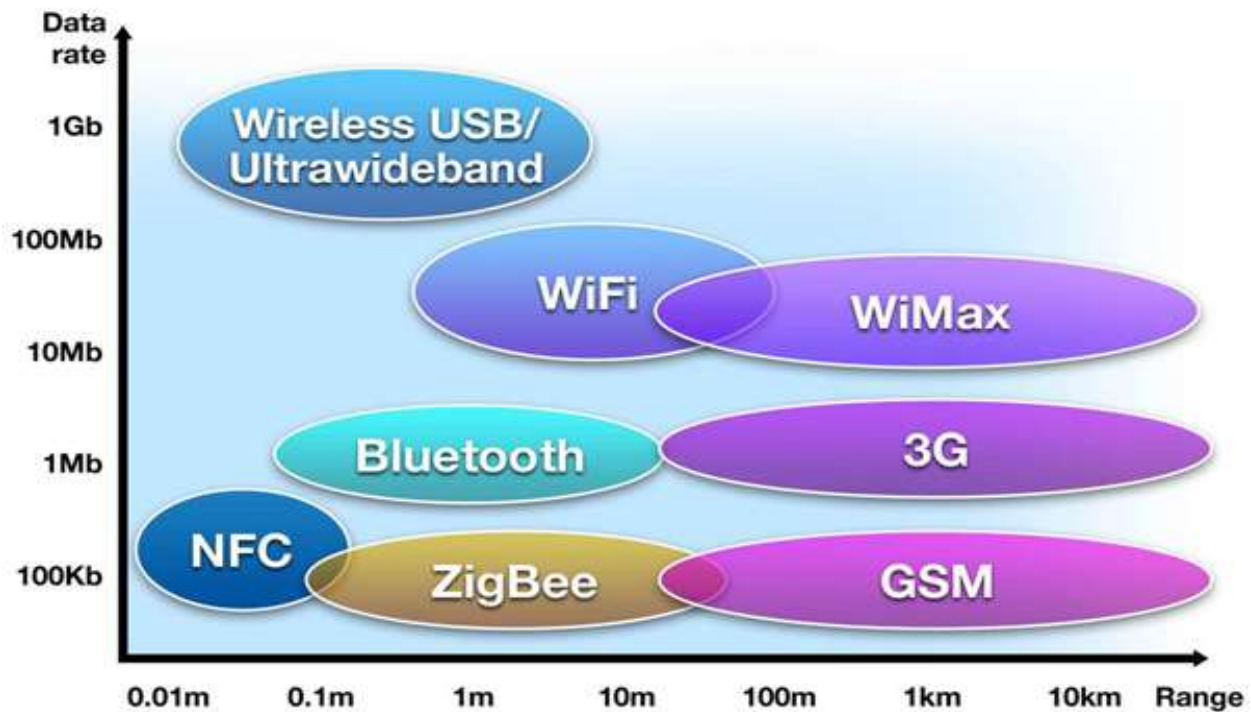 Data
rate
1Gb
Wireless USB/
Ultrawideband
100Mb
WiFi
WiMax
10Mb
Bluetooth
3G
1Mb
NFC
ZigBee
GSM
100Kb
0.01m 0.1m 1m 10m 100m 1km 10km Range